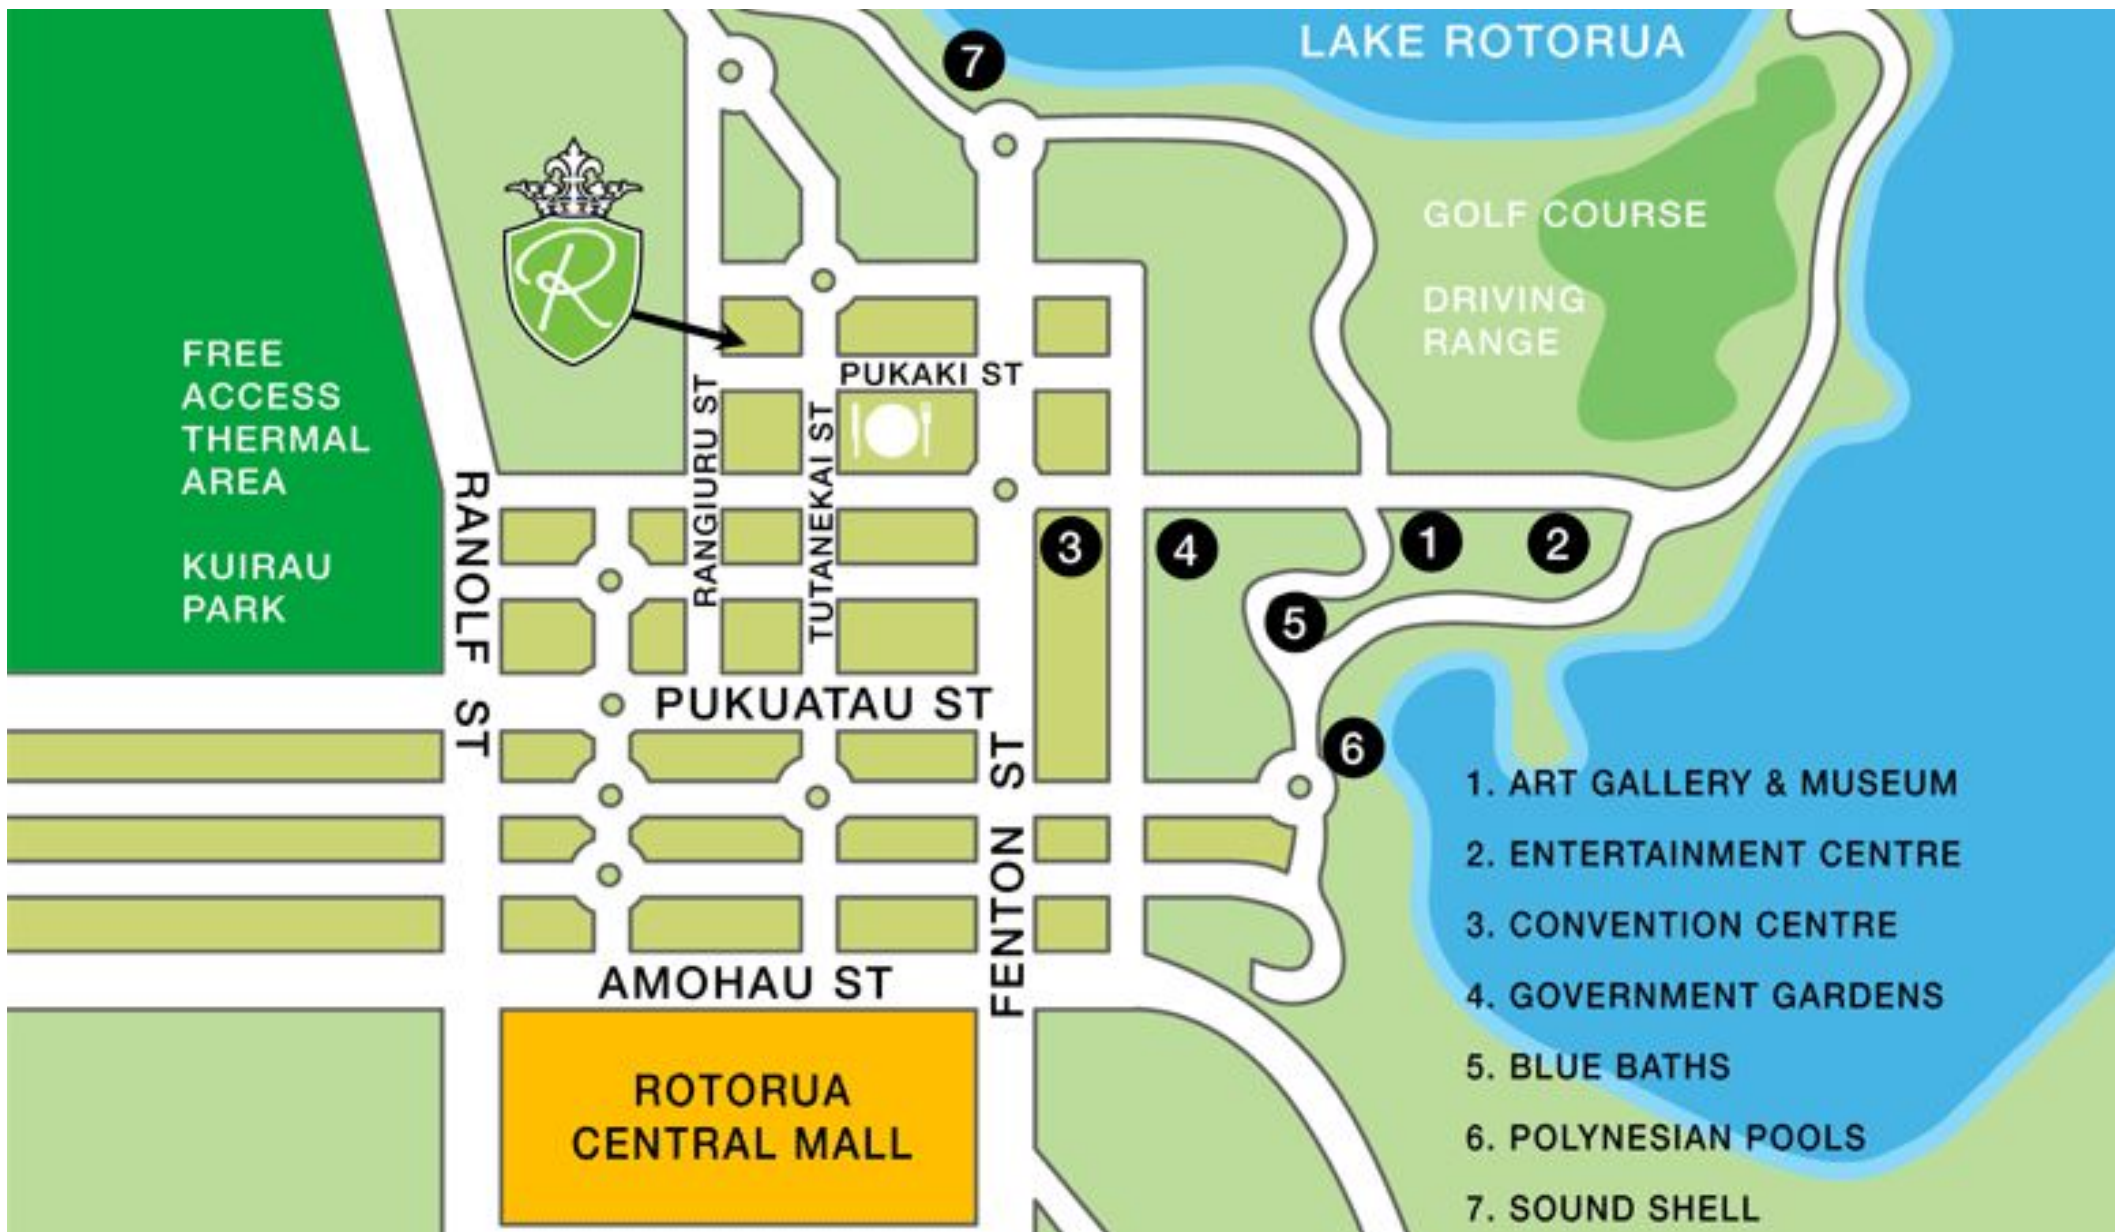 LAKE ROTORUA
7
GOLF COURSE
DRIVING
RANGE
R
FREE
ACCESS
THERMAL
AREA
KUIRAU
PARK
PUKAKI ST
RANGIURU ST
TUTANEKAI ST
RANOLF ST
3
4
1
2
5
PUKUATAU ST
6
FENTON ST
AMOHAU ST
ROTORUA
CENTRAL MALL
1. ART GALLERY & MUSEUM
2. ENTERTAINMENT CENTRE
3. CONVENTION CENTRE
4. GOVERNMENT GARDENS
5. BLUE BATHS
6. POLYNESIAN POOLS
7. SOUND SHELL